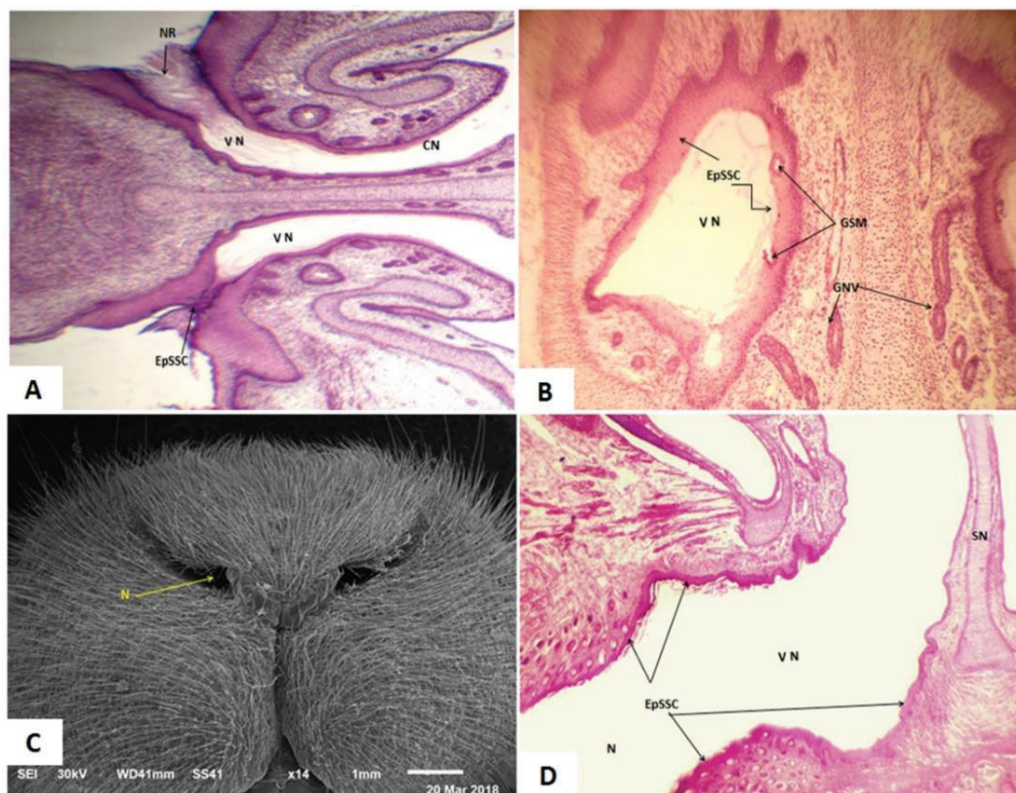 NR
V N
CN
V N
EpSSC
A
EpSSC
V N
GSM
GNV
B
N
C
SEI 30kV WD41mm SS41 x14 1mm
20 Mar 2018
SN
V N
EpSSC
N
D